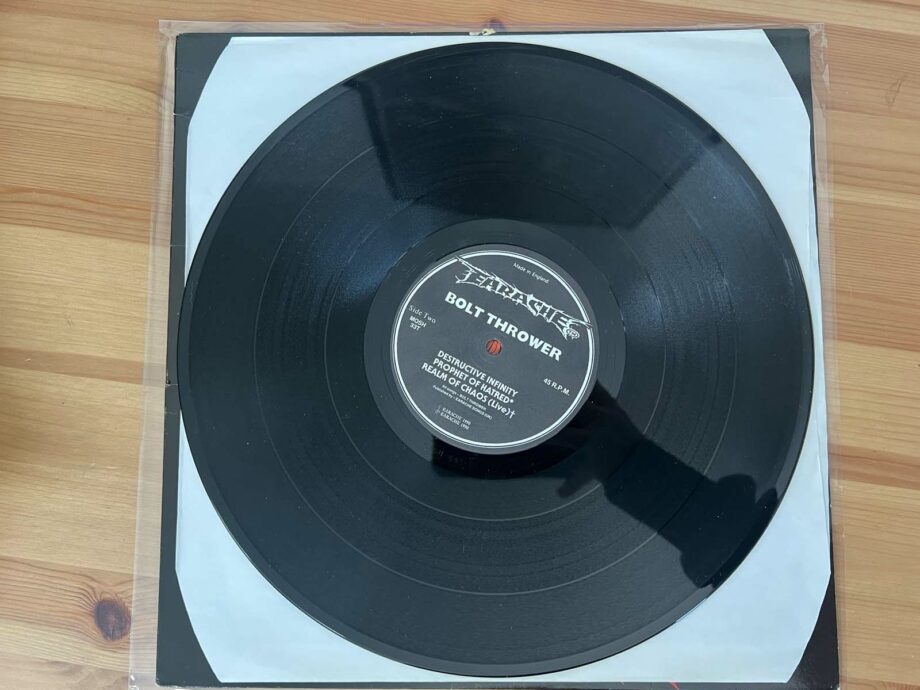 Made in England
EARACHE
BOLT THROWER
Side Two
MOSH
33T
45 R.P.M.
DESTRUCTIVE INFINITY
PROPHET OF HATRED*
REALM OF CHAOS (Live)†